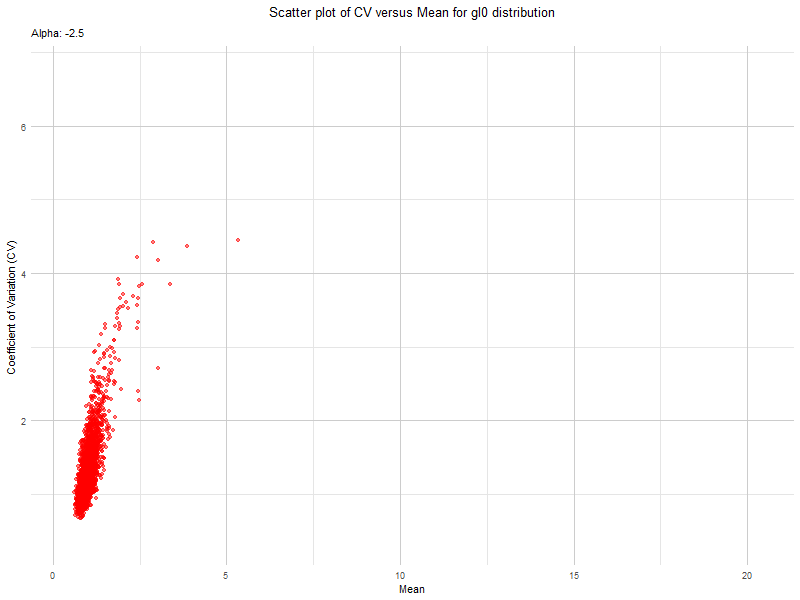 Scatter plot of CV versus Mean for gI0 distribution
Alpha: -2.5
Coefficient of Variation (CV)
6
4
2
0 5 10 15 20
Mean